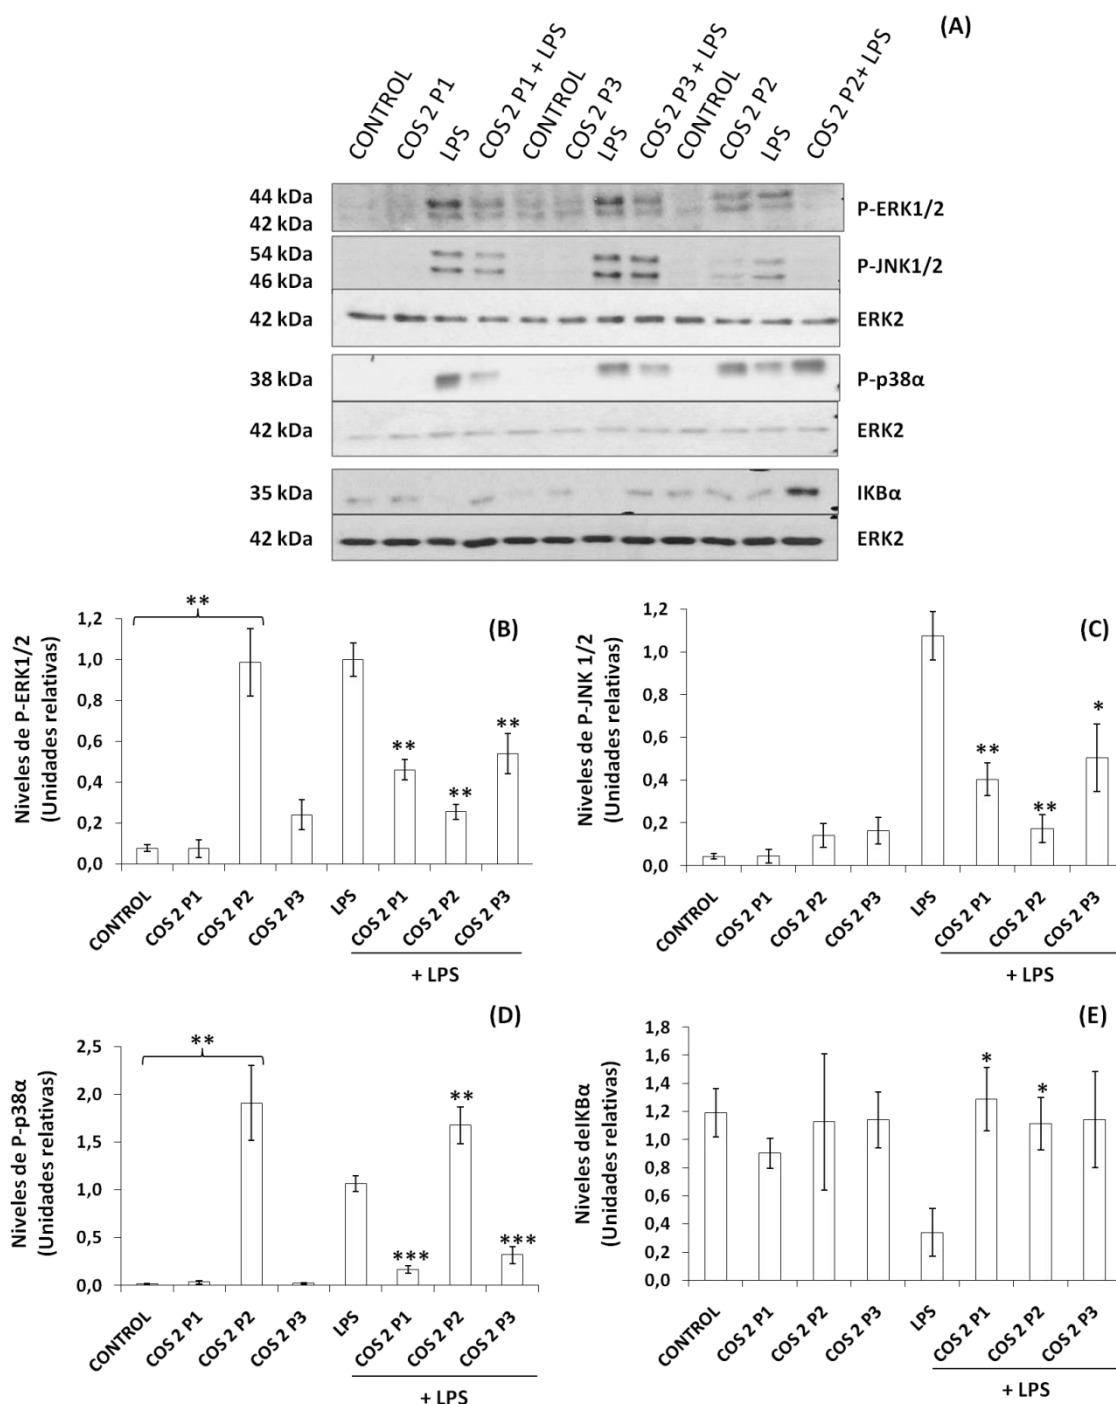 (A)
CONTROL
COS 2 P1
LPS
COS 2 P1 + LPS
CONTROL
COS 2 P3
LPS
COS 2 P3 + LPS
CONTROL
COS 2 P2
LPS
COS 2 P2+ LPS
44 kDa
42 kDa
P-ERK1/2
54 kDa
46 kDa
P-JNK1/2
42 kDa
ERK2
38 kDa
P-p38α
42 kDa
ERK2
35 kDa
IKBα
42 kDa
ERK2
(B)
Niveles de P-ERK1/2
(Unidades relativas)
1,2
1,0
0,8
0,6
0,4
0,2
0,0
**
**
**
**
CONTROL
COS 2 P1
COS 2 P2
COS 2 P3
LPS
COS 2 P1
COS 2 P2
COS 2 P3
+ LPS
(C)
Niveles de P-JNK 1/2
(Unidades relativas)
1,2
1,0
0,8
0,6
0,4
0,2
0,0
**
**
*
CONTROL
COS 2 P1
COS 2 P2
COS 2 P3
LPS
COS 2 P1
COS 2 P2
COS 2 P3
+ LPS
(D)
Niveles de P-p38α
(Unidades relativas)
2,5
2,0
1,5
1,0
0,5
0,0
**
***
**
***
CONTROL
COS 2 P1
COS 2 P2
COS 2 P3
LPS
COS 2 P1
COS 2 P2
COS 2 P3
+ LPS
(E)
Niveles deIKBα
(Unidades relativas)
1,8
1,6
1,4
1,2
1,0
0,8
0,6
0,4
0,2
0,0
*
*
CONTROL
COS 2 P1
COS 2 P2
COS 2 P3
LPS
COS 2 P1
COS 2 P2
COS 2 P3
+ LPS